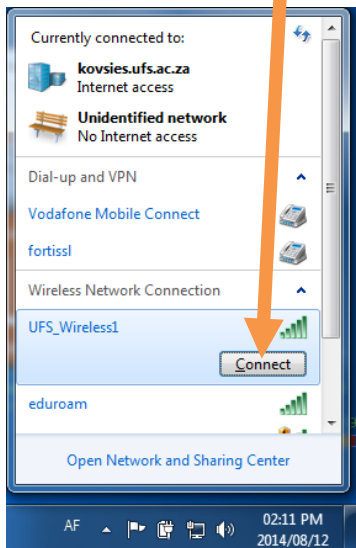 Currently connected to:
kovsies.ufs.ac.za
Internet access
Unidentified network
No Internet access
Dial-up and VPN
Vodafone Mobile Connect
fortissl
Wireless Network Connection
UFS_Wireless1
Connect
eduroam
Open Network and Sharing Center
AF
02:11 PM
2014/08/12